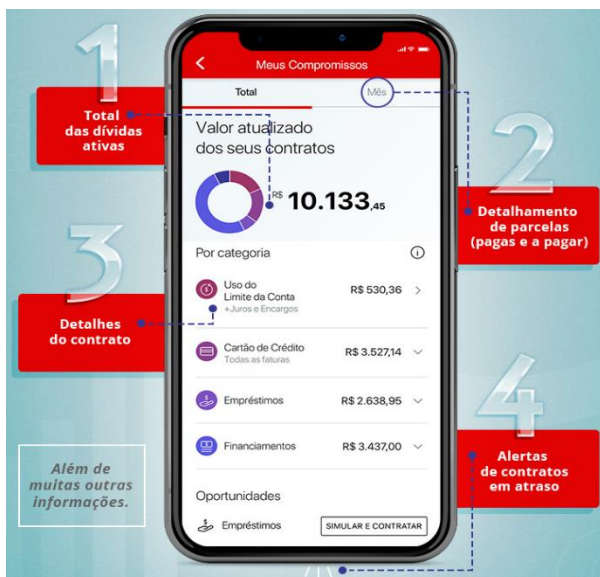 1
Total
das dívidas
ativas
2
Detalhamento
de parcelas
(pagas e a pagar)
3
Detalhes
do contrato
4
Alertas
de contratos
em atraso
Além de
muitas outras
informações.
Meus Compromissos
Total
Mês
Valor atualizado
dos seus contratos
R$ 10.133,45
Por categoria
Uso do
Limite da Conta
+Juros e Encargos
R$ 530,36
Cartão de Crédito
Todas as faturas
R$ 3.527,14
Empréstimos
R$ 2.638,95
Financiamentos
R$ 3.437,00
Oportunidades
Empréstimos
SIMULAR E CONTRATAR